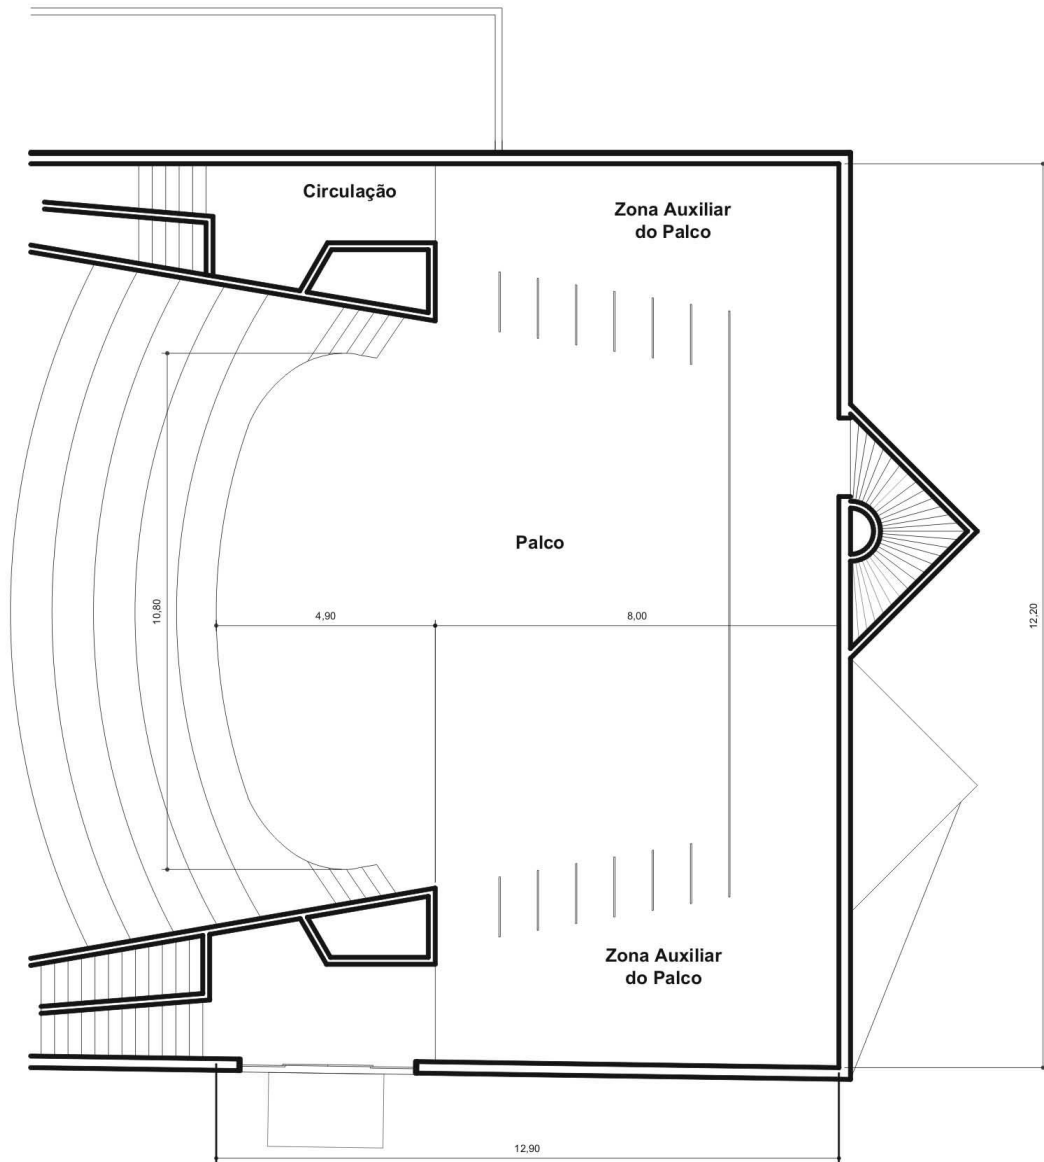 Circulação
Zona Auxiliar
do Palco
Palco
10,80
4,90
8,00
12,20
Zona Auxiliar
do Palco
12,90